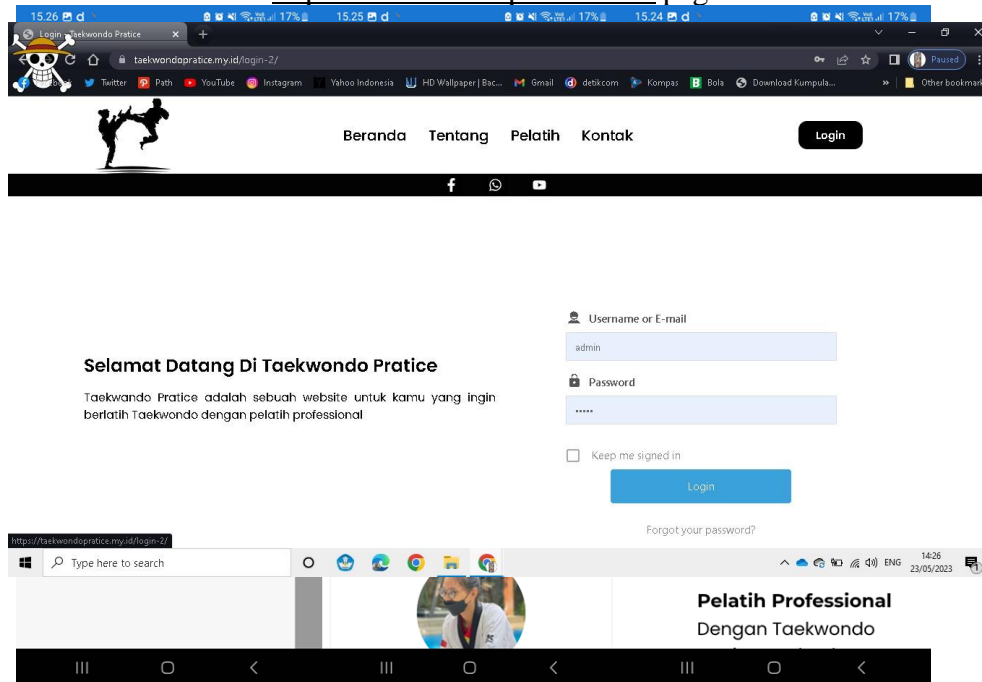 page
15.26 d 17%
15.25 d 17%
15.24 d 17%
Login – Taekwondo Pratice
taekwondopratice.my.id/login-2/
Paused
Twitter Path YouTube Instagram Yahoo Indonesia HD Wallpaper | Bac... Gmail detikcom Kompas Bola Download Kumpula... » Other bookmark
Beranda Tentang Pelatih Kontak Login
Selamat Datang Di Taekwondo Pratice
Taekwando Pratice adalah sebuah website untuk kamu yang ingin
berlatih Taekwondo dengan pelatih professional
Username or E-mail
admin
Password
•••••
Keep me signed in
Login
Forgot your password?
https://taekwondopratice.my.id/login-2/
Type here to search
ENG
14:26
23/05/2023
1
Pelatih Professional
Dengan Taekwondo